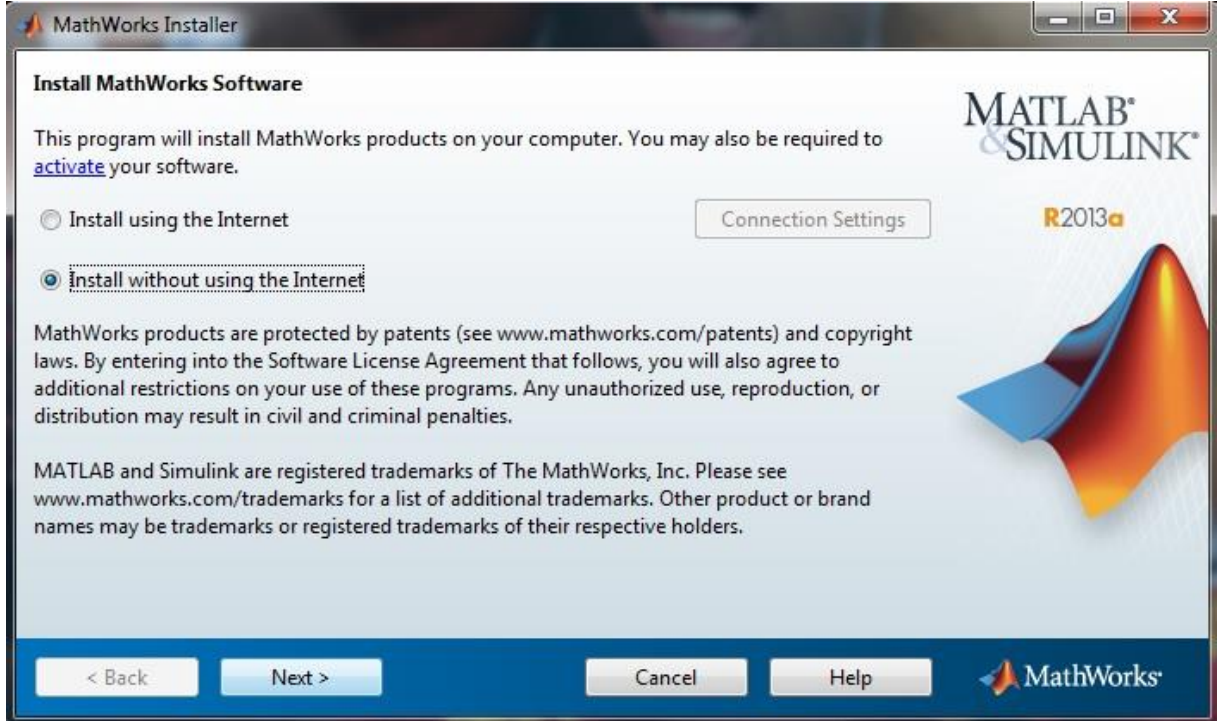 MathWorks Installer
Install MathWorks Software
This program will install MathWorks products on your computer. You may also be required to
activate your software.
Install using the Internet
Connection Settings
Install without using the Internet
MathWorks products are protected by patents (see www.mathworks.com/patents) and copyright
laws. By entering into the Software License Agreement that follows, you will also agree to
additional restrictions on your use of these programs. Any unauthorized use, reproduction, or
distribution may result in civil and criminal penalties.
MATLAB and Simulink are registered trademarks of The MathWorks, Inc. Please see
www.mathworks.com/trademarks for a list of additional trademarks. Other product or brand
names may be trademarks or registered trademarks of their respective holders.
MATLAB®
&SIMULINK®
R2013a
< Back
Next >
Cancel
Help
MathWorks®